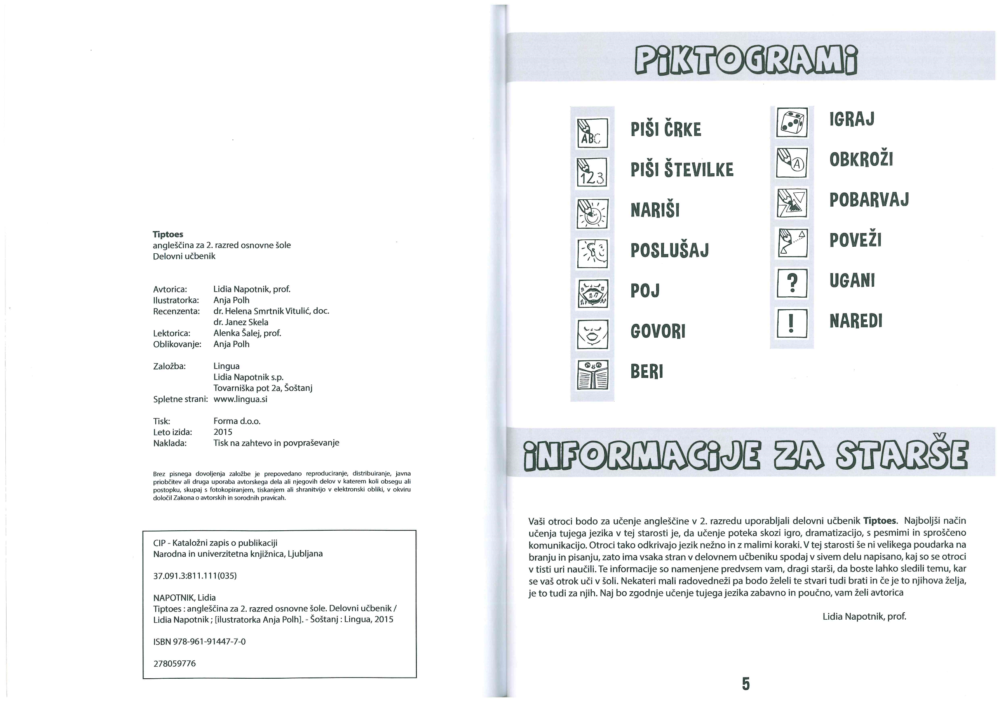 Tiptoes
angleščina za 2. razred osnovne šole
Delovni učbenik
Avtorica: Lidia Napotnik, prof.
Ilustratorka: Anja Polh
Recenzenta: dr. Helena Smrtnik Vitulić, doc.
dr. Janez Skela
Lektorica: Alenka Šalej, prof.
Oblikovanje: Anja Polh
Založba: Lingua
Lidia Napotnik s.p.
Tovarniška pot 2a, Šoštanj
Spletne strani: www.lingua.si
Tisk: Forma d.o.o.
Leto izida: 2015
Naklada: Tisk na zahtevo in povpraševanje
Brez pisnega dovoljenja založbe je prepovedano reproduciranje, distribuiranje, javna
priobčitev ali druga uporaba avtorskega dela ali njegovih delov v katerem koli obsegu ali
postopku, skupaj s fotokopiranjem, tiskanjem ali shranitvijo v elektronski obliki, v okviru
določil Zakona o avtorskih in sorodnih pravicah.
CIP - Kataložni zapis o publikaciji
Narodna in univerzitetna knjižnica, Ljubljana
37.091.3:811.111(035)
NAPOTNIK, Lidia
Tiptoes : angleščina za 2. razred osnovne šole. Delovni učbenik /
Lidia Napotnik ; [ilustratorka Anja Polh]. - Šoštanj : Lingua, 2015
ISBN 978-961-91447-7-0
278059776
PiKTOGRAMi
ABC PIŠI ČRKE
123 PIŠI ŠTEVILKE
NARIŠI
POSLUŠAJ
POJ
GOVORI
BERI
IGRAJ
A OBKROŽI
POBARVAJ
POVEŽI
? UGANI
! NAREDI
iNFORMACiJE ZA STARŠE
Vaši otroci bodo za učenje angleščine v 2. razredu uporabljali delovni učbenik Tiptoes. Najboljši način
učenja tujega jezika v tej starosti je, da učenje poteka skozi igro, dramatizacijo, s pesmimi in sproščeno
komunikacijo. Otroci tako odkrivajo jezik nežno in z malimi koraki. V tej starosti še ni velikega poudarka na
branju in pisanju, zato ima vsaka stran v delovnem učbeniku spodaj v sivem delu napisano, kaj so se otroci
v tisti uri naučili. Te informacije so namenjene predvsem vam, dragi starši, da boste lahko sledili temu, kar
se vaš otrok uči v šoli. Nekateri mali radovedneži pa bodo želeli te stvari tudi brati in če je to njihova želja,
je to tudi za njih. Naj bo zgodnje učenje tujega jezika zabavno in poučno, vam želi avtorica
Lidia Napotnik, prof.
5